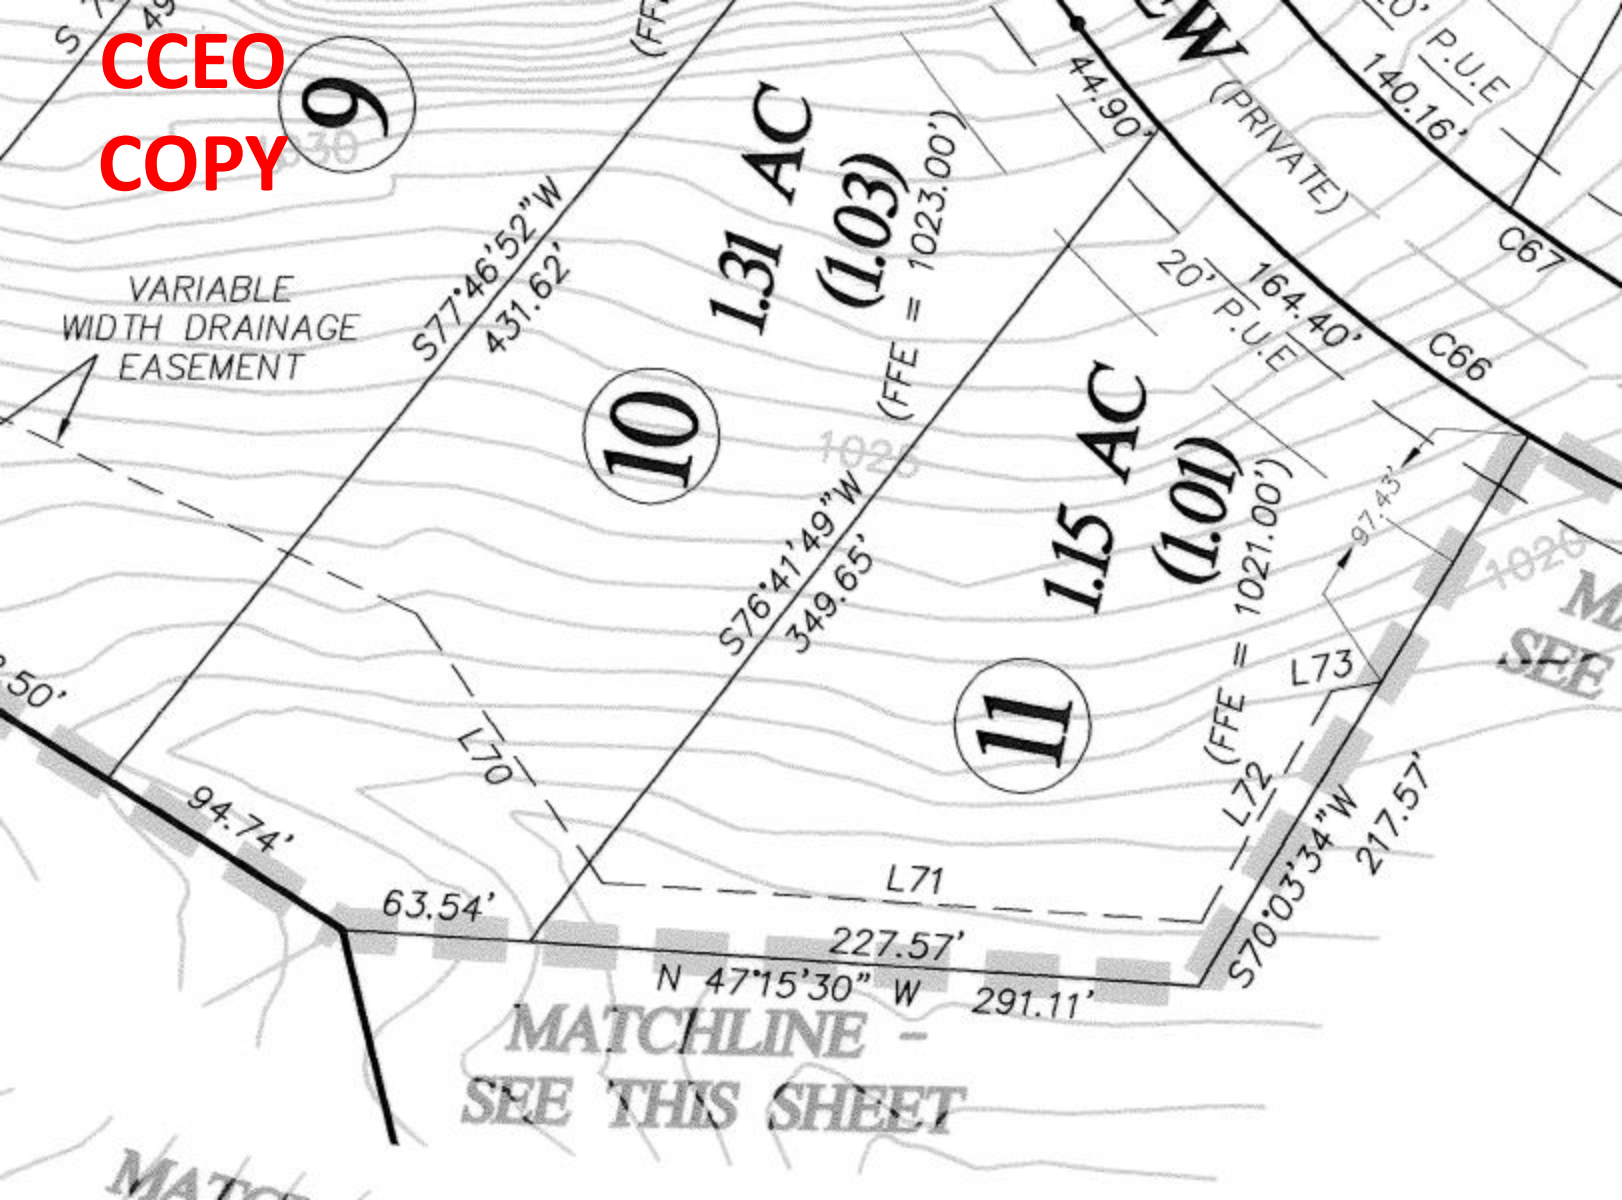 CCEO
COPY
9
1030
VARIABLE
WIDTH DRAINAGE
EASEMENT
S77°46'52"W
431.62'
10
1.31 AC
(1.03)
(FFE = 1023.00')
44.90'
(PRIVATE)
P.U.E
140.16'
C67
20' P.U.E
164.40'
C66
S76°41'49"W
349.65'
11
1.15 AC
(1.01)
(FFE = 1021.00')
97.43'
1020
SEE
L73
L72
S70°03'34"W
217.57'
L70
L71
94.74'
63.54'
227.57'
N 47°15'30" W
291.11'
MATCHLINE -
SEE THIS SHEET